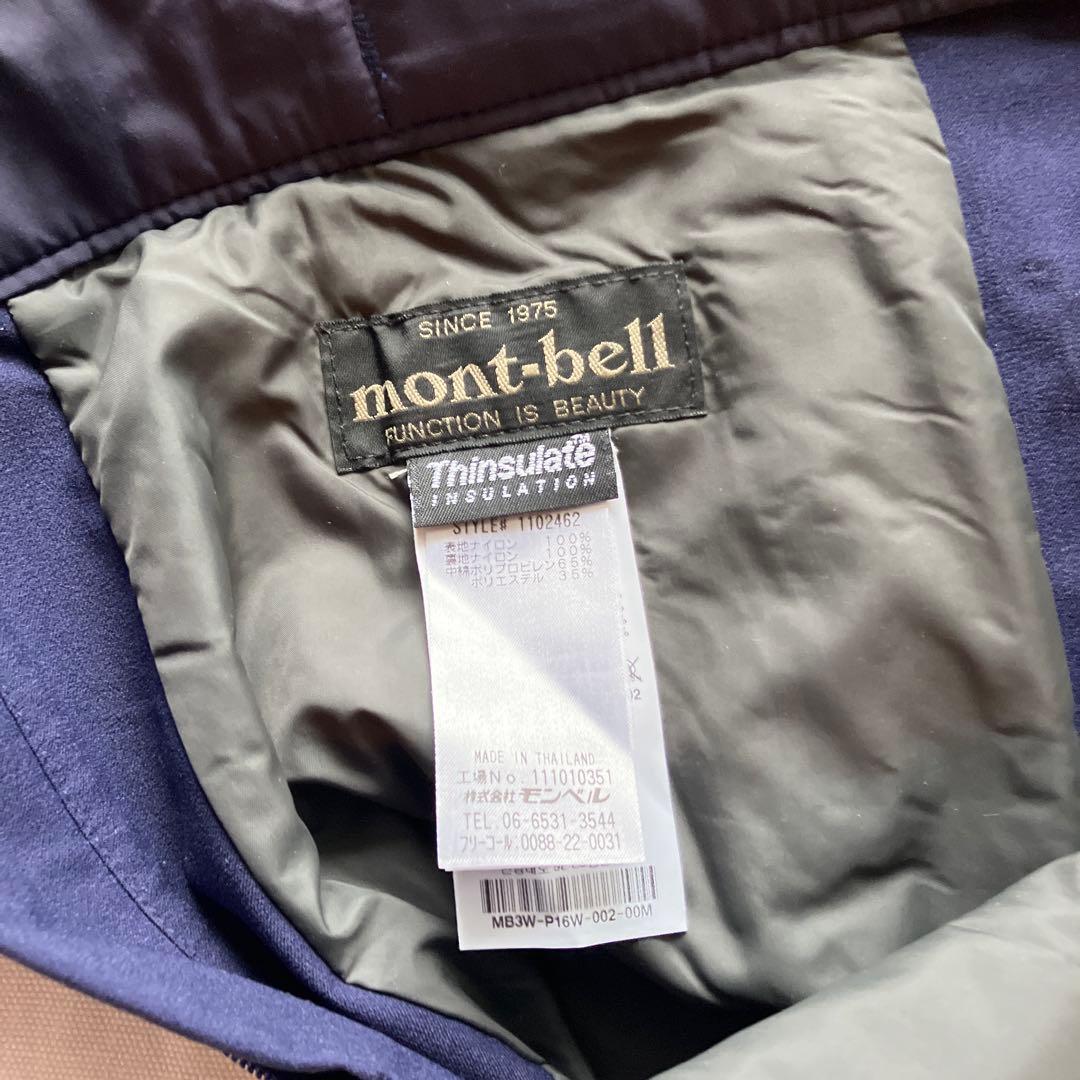 SINCE 1975
mont-bell
FUNCTION IS BEAUTY
Thinsulate™
INSULATION
STYLE# 1102462
表地ナイロン 100%
裏地ナイロン 100%
中綿ポリプロピレン65%
ポリエステル 35%
MADE IN THAILAND
工場No.111010351
株式会社モンベル
TEL.06-6531-3544
フリーコール:0088-22-0031
MB3W-P16W-002-00M